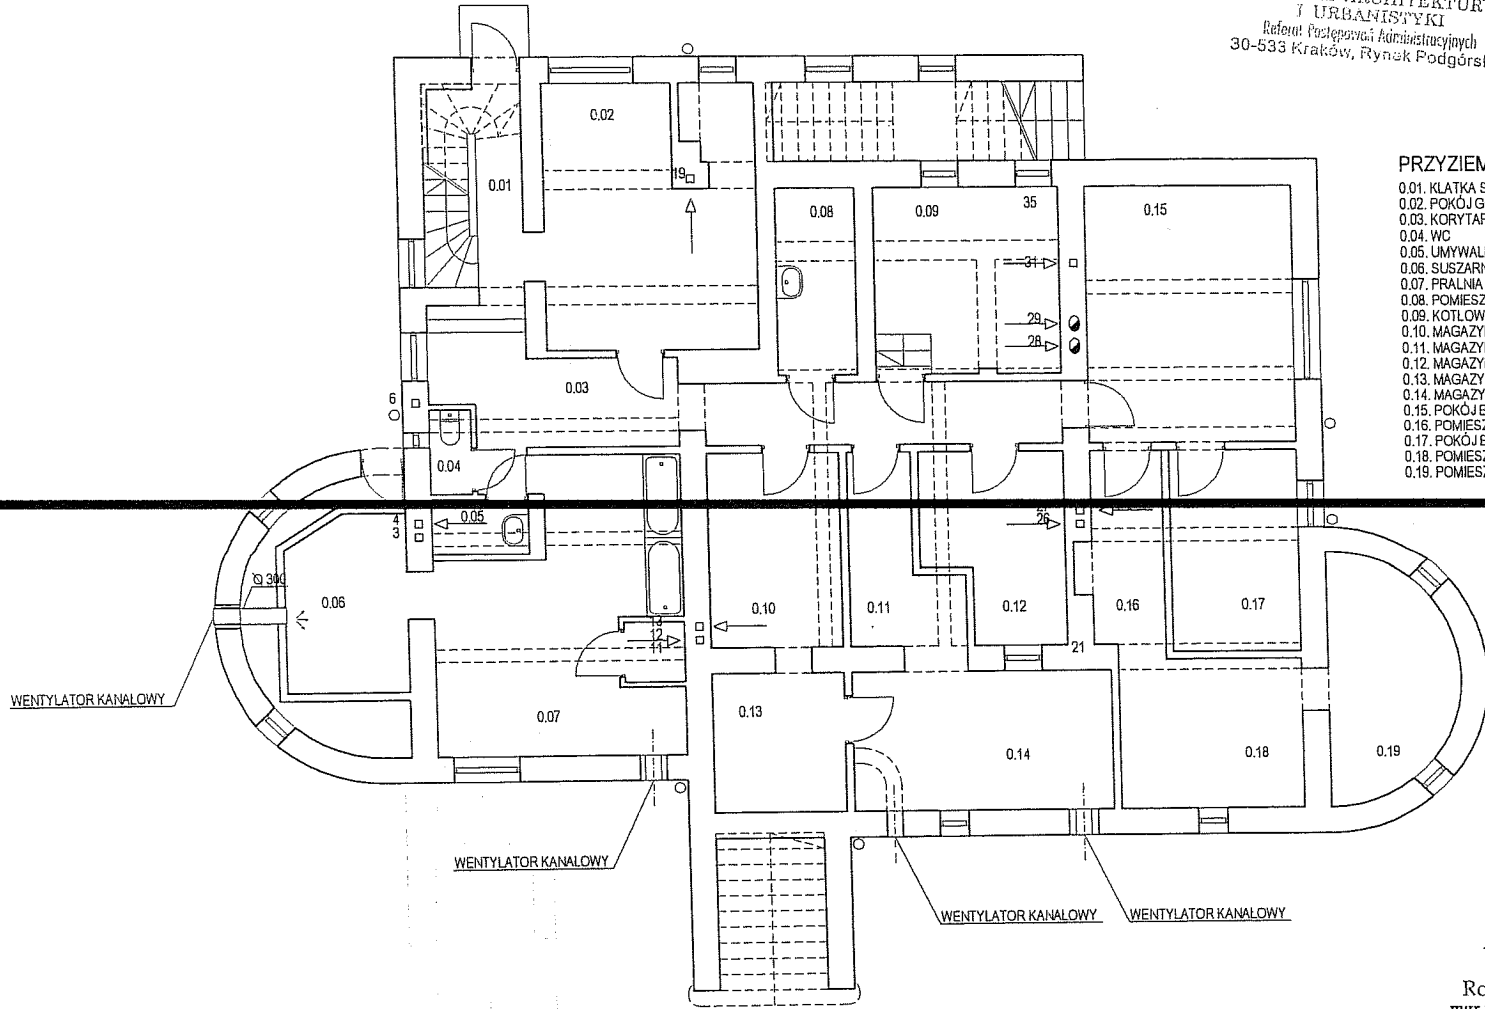 I URBANISTYKI
Referat Postępowań Administracyjnych
30-533 Kraków, Rynek
PRZYZIEM
0.01. KLATKA S
0.02. POKÓJ G
0.03. KORYTAR
0.04. WC
0.05. UMYWAL
0.06. SUSZARN
0.07. PRALNIA
0.08. POMIESZ
0.09. KOTŁOW
0.10. MAGAZY
0.11. MAGAZY
0.12. MAGAZY
0.13. MAGAZY
0.14. MAGAZY
0.15. POKÓJ B
0.16. POMIESZ
0.17. POKÓJ B
0.18. POMIESZ
0.19. POMIESZ
0.02
0.01
19
0.08
0.09
35
0.15
31
29
28
0.03
6
0.04
0.05
4
3
26
Ø 300
0.06
0.10
0.11
0.12
0.16
0.17
13
12
11
21
WENTYLATOR KANAŁOWY
0.07
0.13
0.14
0.18
0.19
WENTYLATOR KANAŁOWY
WENTYLATOR KANAŁOWY
WENTYLATOR KANAŁOWY